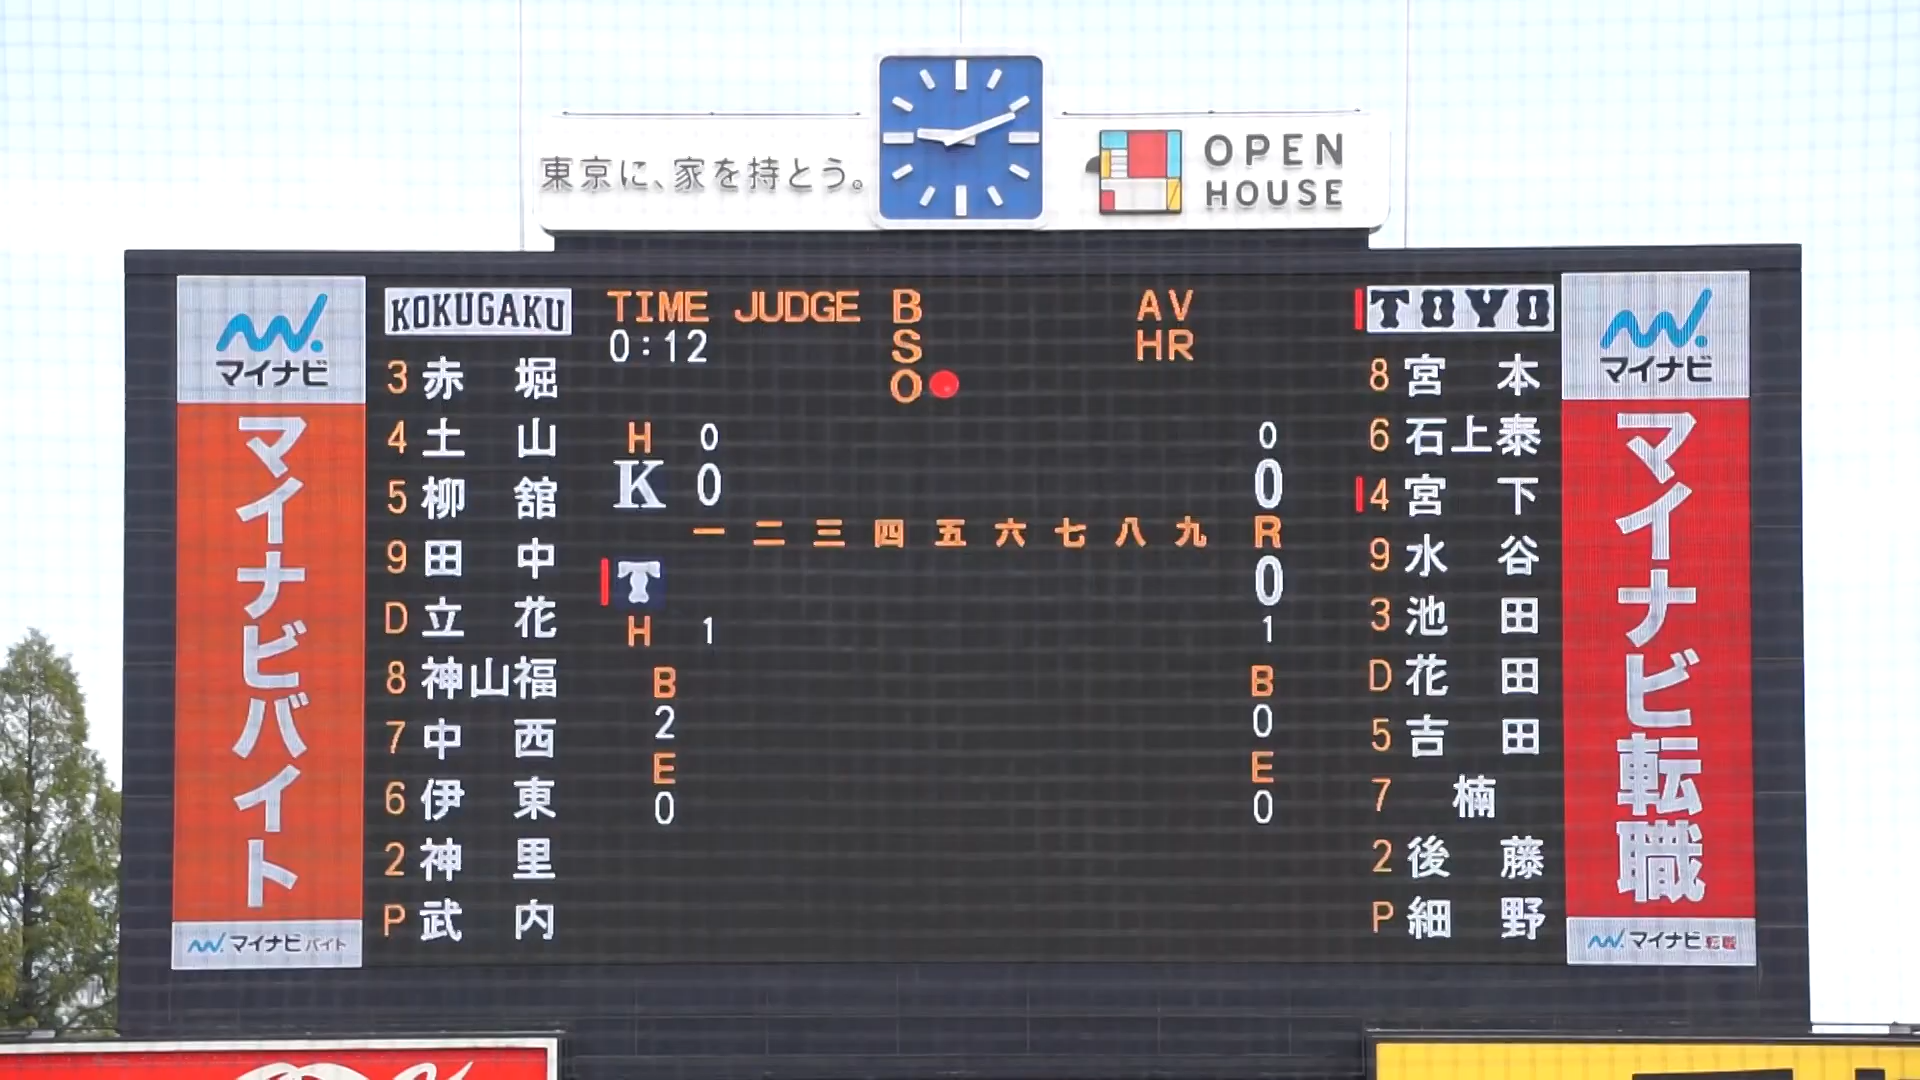 東京に、家を持とう。
OPEN
HOUSE
マイナビ
マイナビバイト
マイナビ バイト
KOKUGAKU
3 赤堀
4 土山
5 柳舘
9 田中
D 立花
8 神山福
7 中西
6 伊東
2 神里
P 武内
TIME JUDGE B AV
0:12 S HR
O
H 0 0
K 0 0
一 二 三 四 五 六 七 八 九 R
T 0
H 1 1
B B
2 0
E E
0 0
TOYO
8 宮本
6 石上泰
4 宮下
9 水谷
3 池田
D 花田
5 吉田
7 楠
2 後藤
P 細野
マイナビ
マイナビ転職
マイナビ 転職